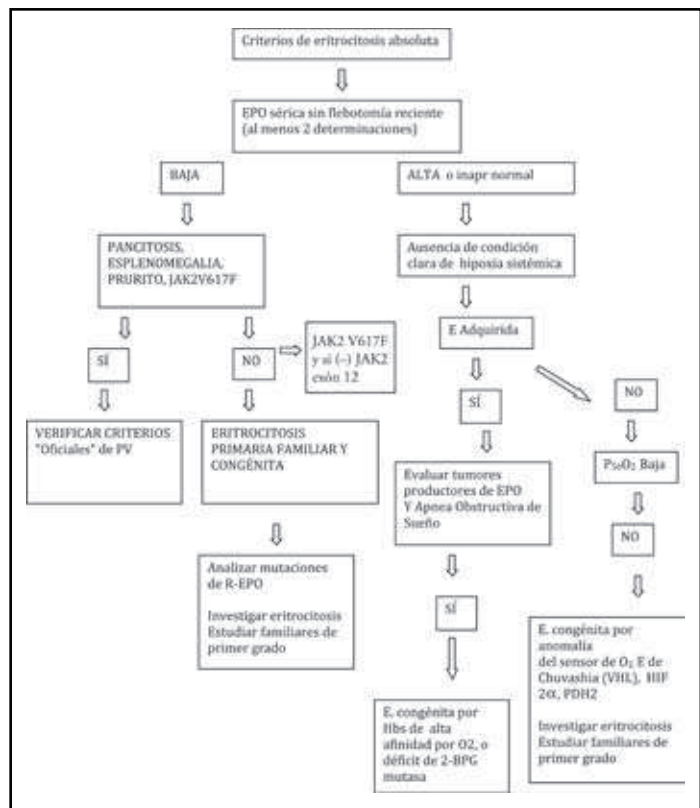 Criterios de eritrocitosis absoluta
EPO sérica sin flebotomía reciente
(al menos 2 determinaciones)
BAJA
ALTA o inapr normal
PANCITOSIS,
ESPLENOMEGALIA,
PRURITO, JAK2V617F
Ausencia de condición
clara de hipoxia sistémica
SÍ
NO
JAK2 V617F
y si (–) JAK2
exón 12
E Adquirida
SÍ
NO
VERIFICAR CRITERIOS
"Oficiales" de PV
ERITROCITOSIS
PRIMARIA FAMILIAR Y
CONGÉNITA
Evaluar tumores
productores de EPO
Y Apnea Obstructiva de
Sueño
P50O2 Baja
NO
Analizar mutaciones
de R-EPO
Investigar eritrocitosis
Estudiar familiares de
primer grado
SÍ
E. congénita por
Hbs de alta
afinidad por O2, o
déficit de 2-BPG
mutasa
E. congénita por
anomalía
del sensor de O2 E de
Chuvashia (VHL), HIF
2α, PDH2
Investigar eritrocitosis
Estudiar familiares de
primer grado